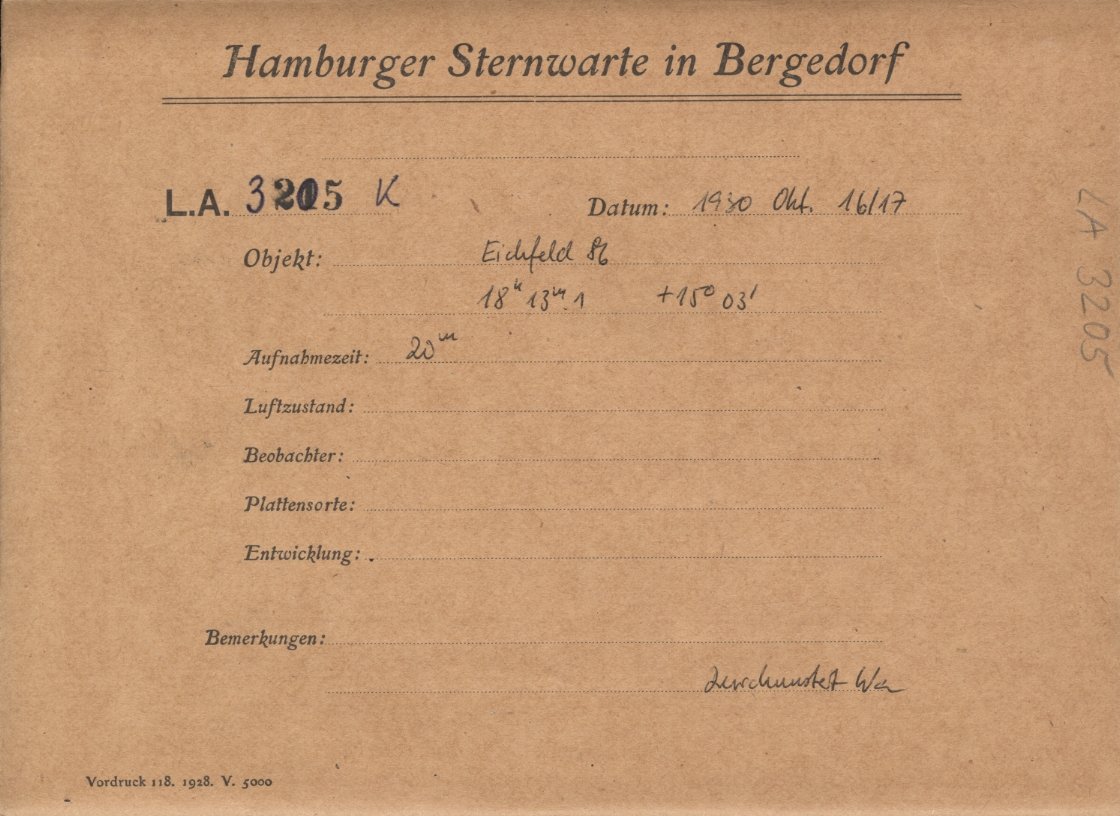 Hamburger Sternwarte in Bergedorf
L.A. 3205 K
Datum: 1930 Okt. 16/17
Objekt: Eichfeld 86
18ʰ 13ᵐ.1 +15° 03'
Aufnahmezeit: 20ᵐ
Luftzustand:
Beobachter:
Plattensorte:
Entwicklung:
Bemerkungen:
durchmustert Wa
Vordruck 118. 1928. V. 5000
LA 3205